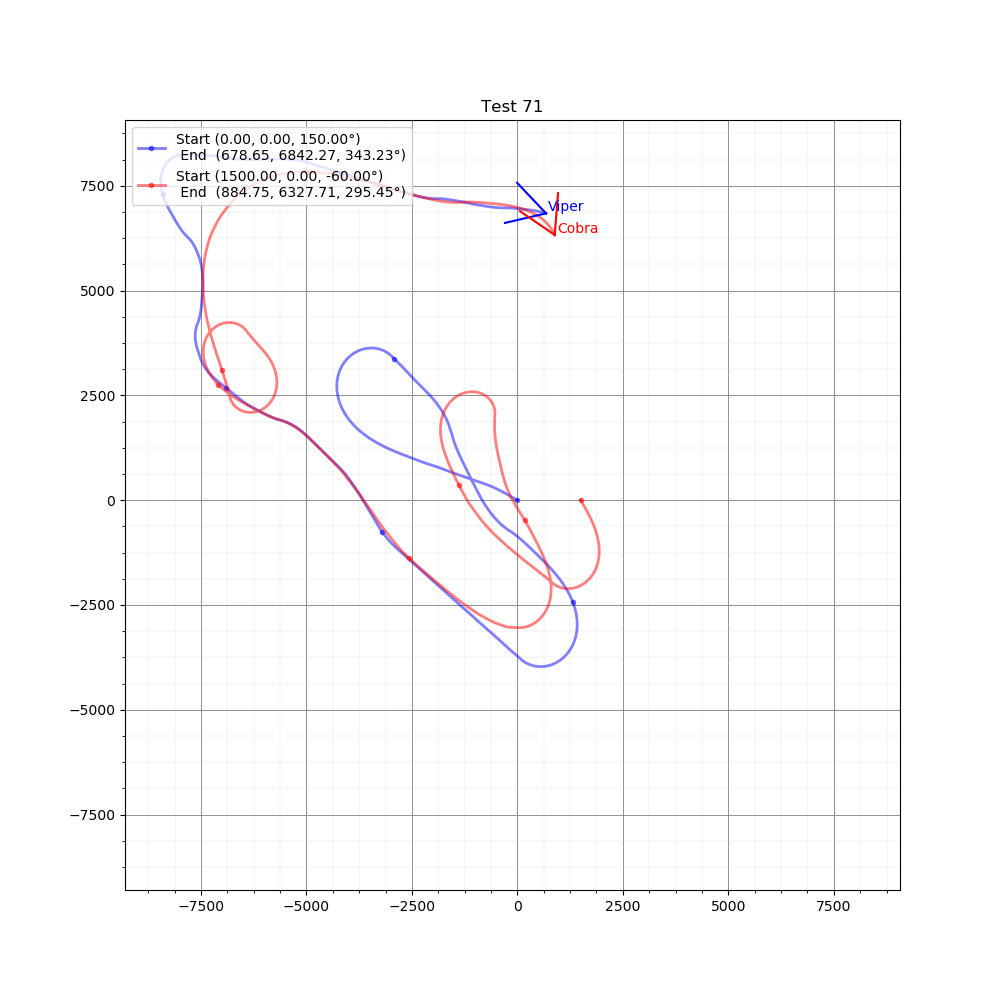 Test 71
Start (0.00, 0.00, 150.00°)
End (678.65, 6842.27, 343.23°)
Start (1500.00, 0.00, -60.00°)
End (884.75, 6327.71, 295.45°)
Viper
Cobra
7500
5000
2500
0
−2500
−5000
−7500
−7500 −5000 −2500 0 2500 5000 7500